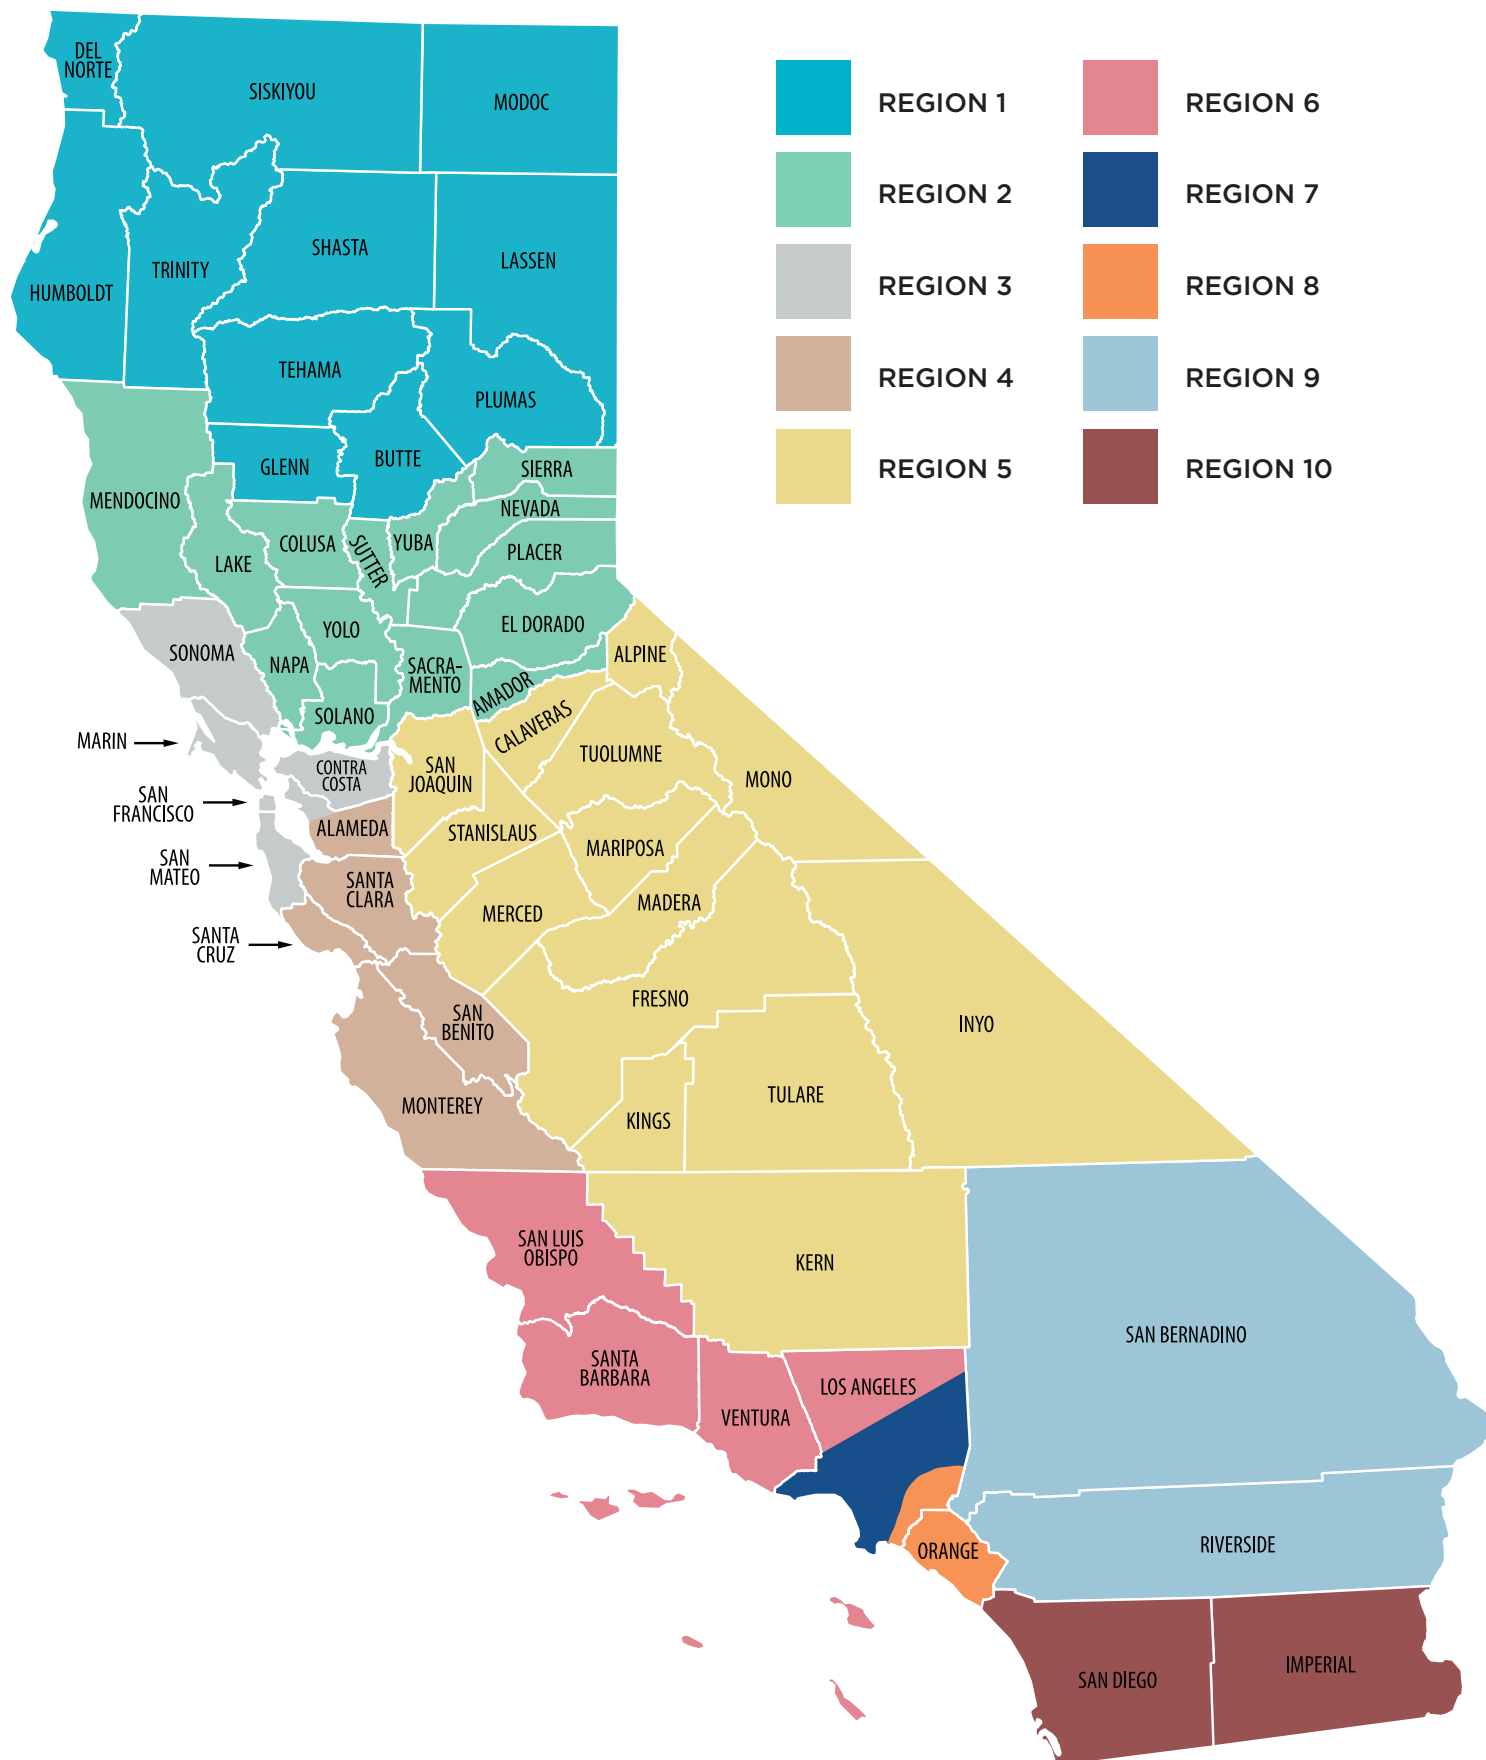 DEL
NORTE
SISKIYOU
MODOC
HUMBOLDT
TRINITY
SHASTA
LASSEN
TEHAMA
PLUMAS
GLENN
BUTTE
MENDOCINO
LAKE
COLUSA
SUTTER
YUBA
SIERRA
NEVADA
PLACER
EL DORADO
SONOMA
NAPA
YOLO
SOLANO
SACRA-
MENTO
AMADOR
ALPINE
CALAVERAS
MARIN
CONTRA
COSTA
SAN
JOAQUIN
TUOLUMNE
MONO
SAN
FRANCISCO
ALAMEDA
STANISLAUS
MARIPOSA
SAN
MATEO
SANTA
CLARA
MERCED
MADERA
SANTA
CRUZ
SAN
BENITO
FRESNO
INYO
MONTEREY
KINGS
TULARE
SAN LUIS
OBISPO
KERN
SANTA
BARBARA
VENTURA
LOS ANGELES
SAN BERNADINO
ORANGE
RIVERSIDE
SAN DIEGO
IMPERIAL
REGION 1
REGION 2
REGION 3
REGION 4
REGION 5
REGION 6
REGION 7
REGION 8
REGION 9
REGION 10